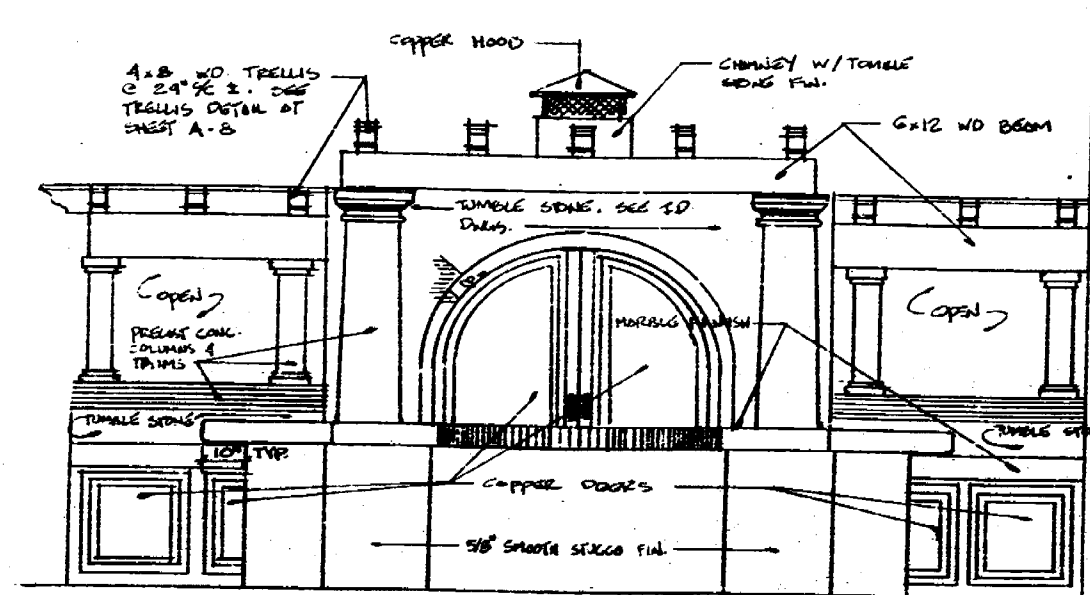 COPPER HOOD
4x8 WD. TRELLIS
@ 24" SEE
TRELLIS DETAIL AT
SHEET A-8
CHIMNEY W/ TUMBLE
STONE FIN.
6x12 WD BEAM
TUMBLE STONE. SEE I.D.
DWGS.
OPEN
OPEN
PRECAST CONC.
COLUMNS &
TRIMS
MARBLE FINISH
TUMBLE STONE
TUMBLE ST
10" TYP.
COPPER DOORS
5/8" SMOOTH STUCCO FIN.